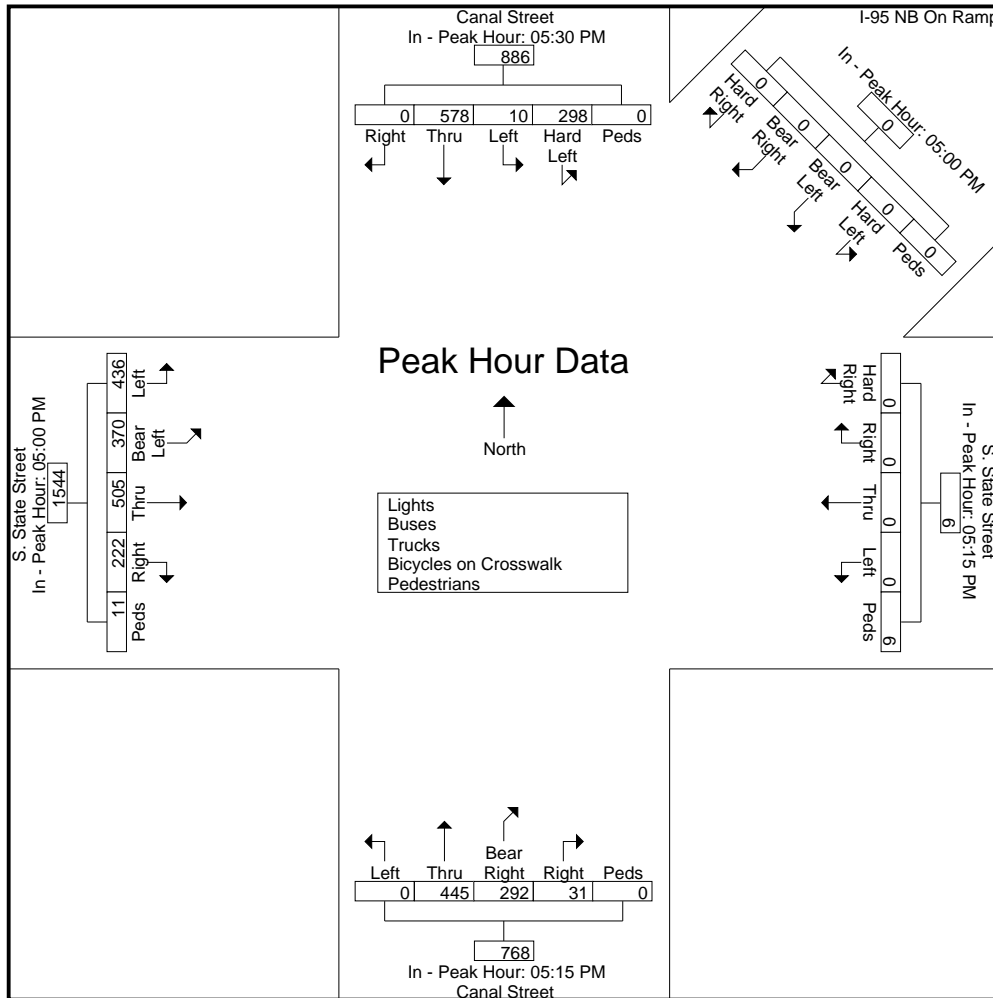 Canal Street
In - Peak Hour: 05:30 PM
886
0 578 10 298 0
Right Thru Left Hard Left Peds
I-95 NB On Ramp
In - Peak Hour: 05:00 PM
0
0 0 0 0 0
Hard Right Bear Right Bear Left Hard Left Peds
Peak Hour Data
North
Lights
Buses
Trucks
Bicycles on Crosswalk
Pedestrians
S. State Street
In - Peak Hour: 05:00 PM
1544
436 370 505 222 11
Left Bear Left Thru Right Peds
S. State Street
In - Peak Hour: 05:15 PM
6
0 0 0 0 6
Hard Right Right Thru Left Peds
Left Thru Bear Right Right Peds
0 445 292 31 0
768
In - Peak Hour: 05:15 PM
Canal Street